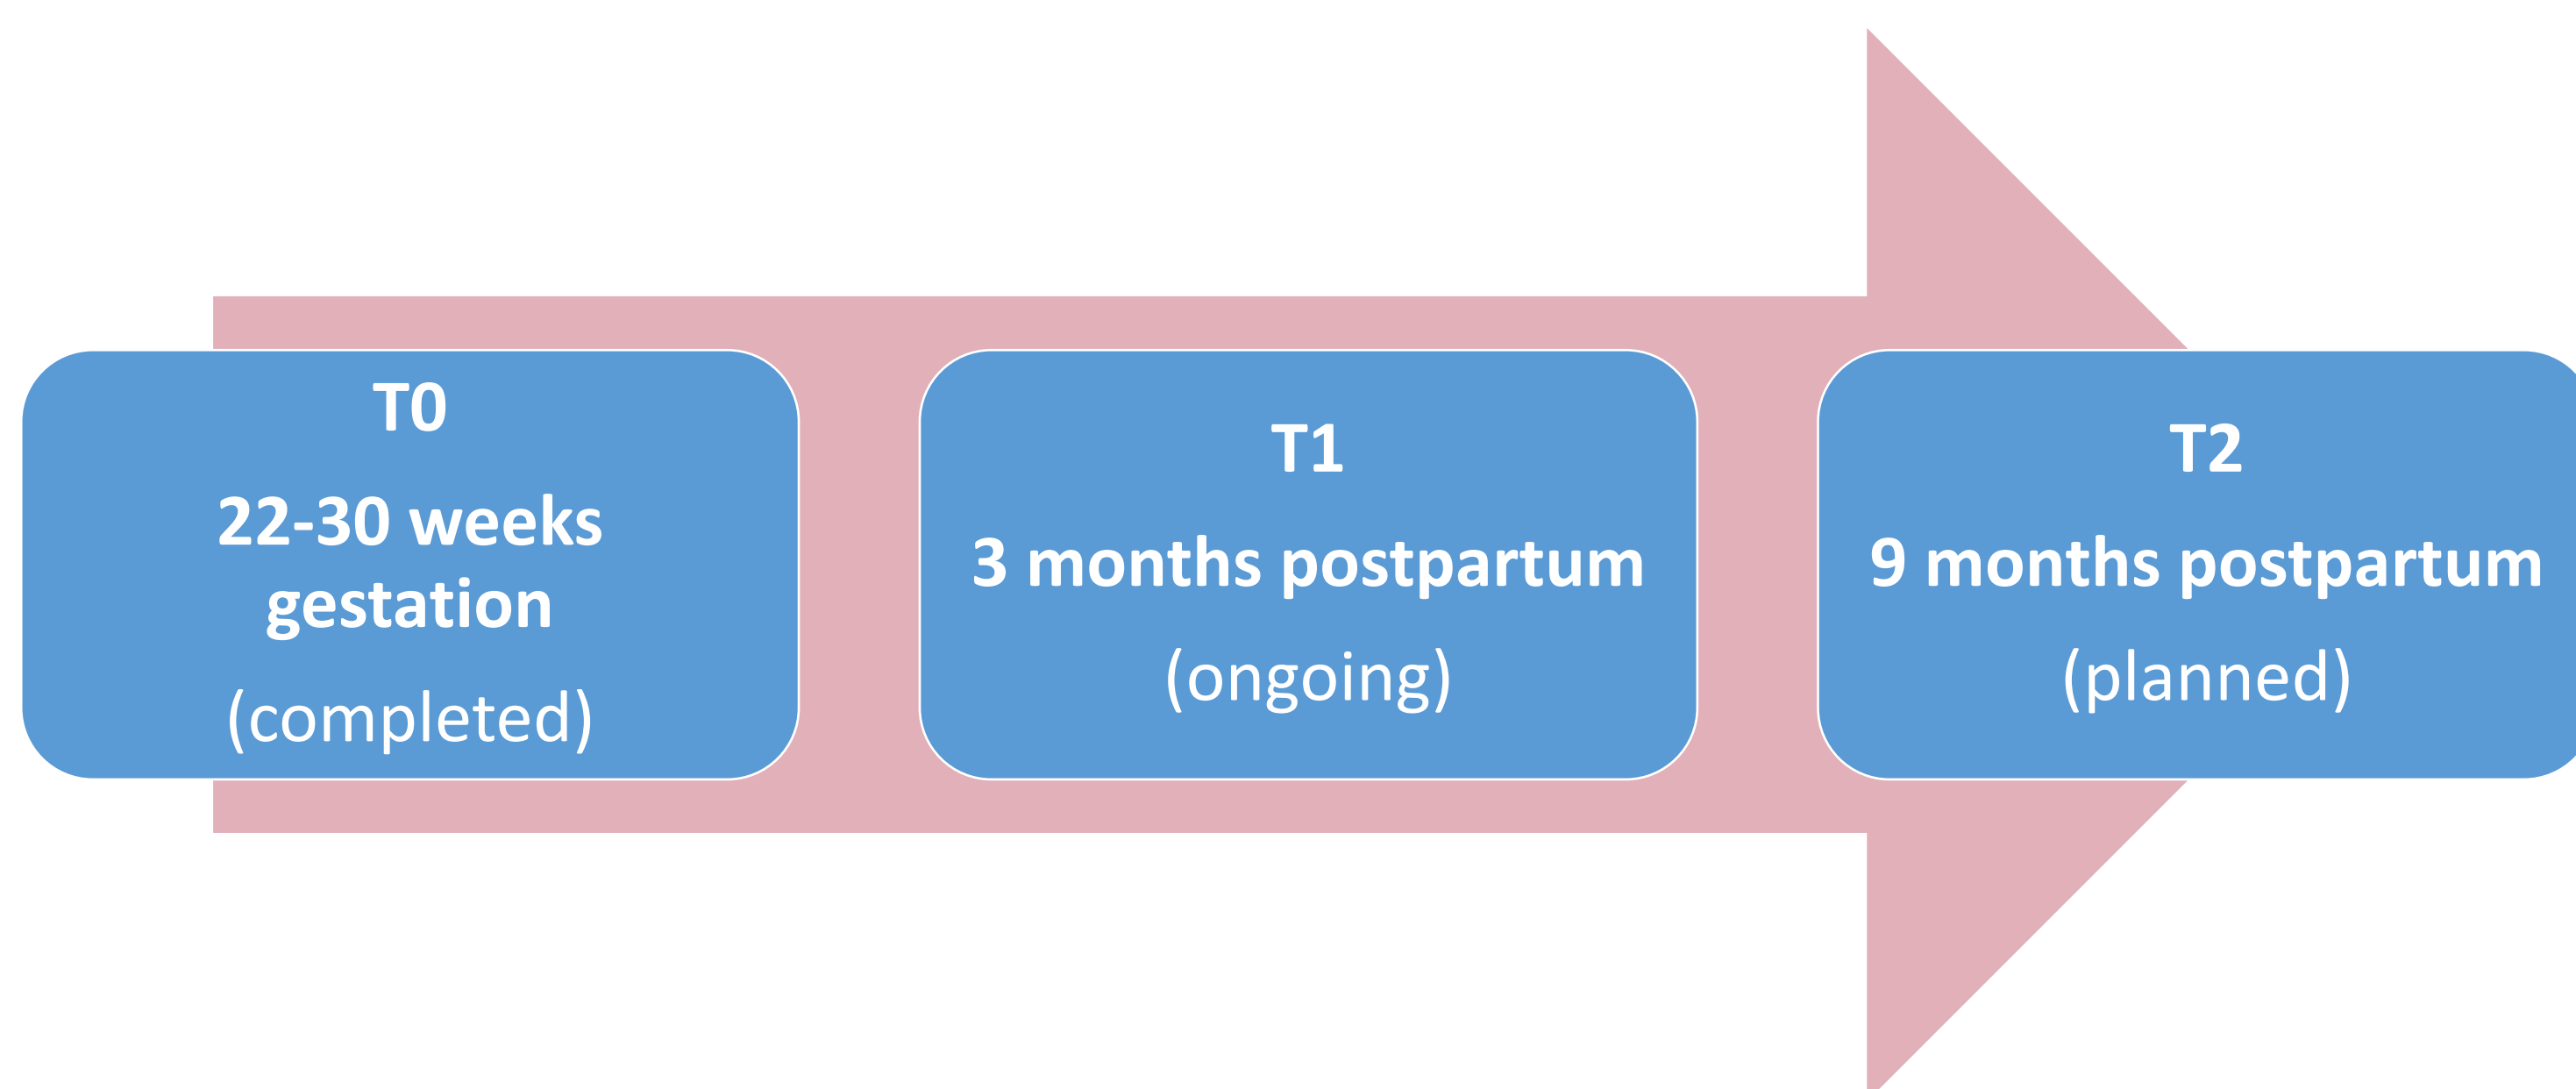 T0
22-30 weeks
gestation
(completed)
T1
3 months postpartum
(ongoing)
T2
9 months postpartum
(planned)